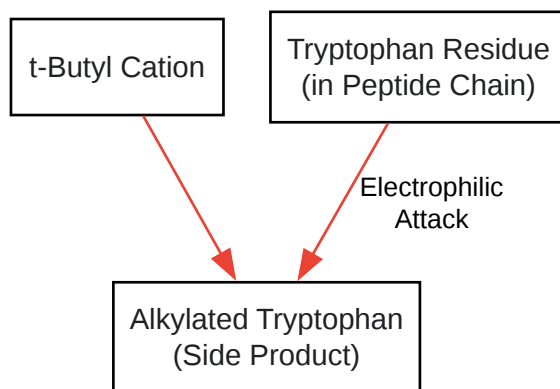 t-Butyl Cation
Tryptophan Residue
(in Peptide Chain)
Electrophilic
Attack
Alkylated Tryptophan
(Side Product)